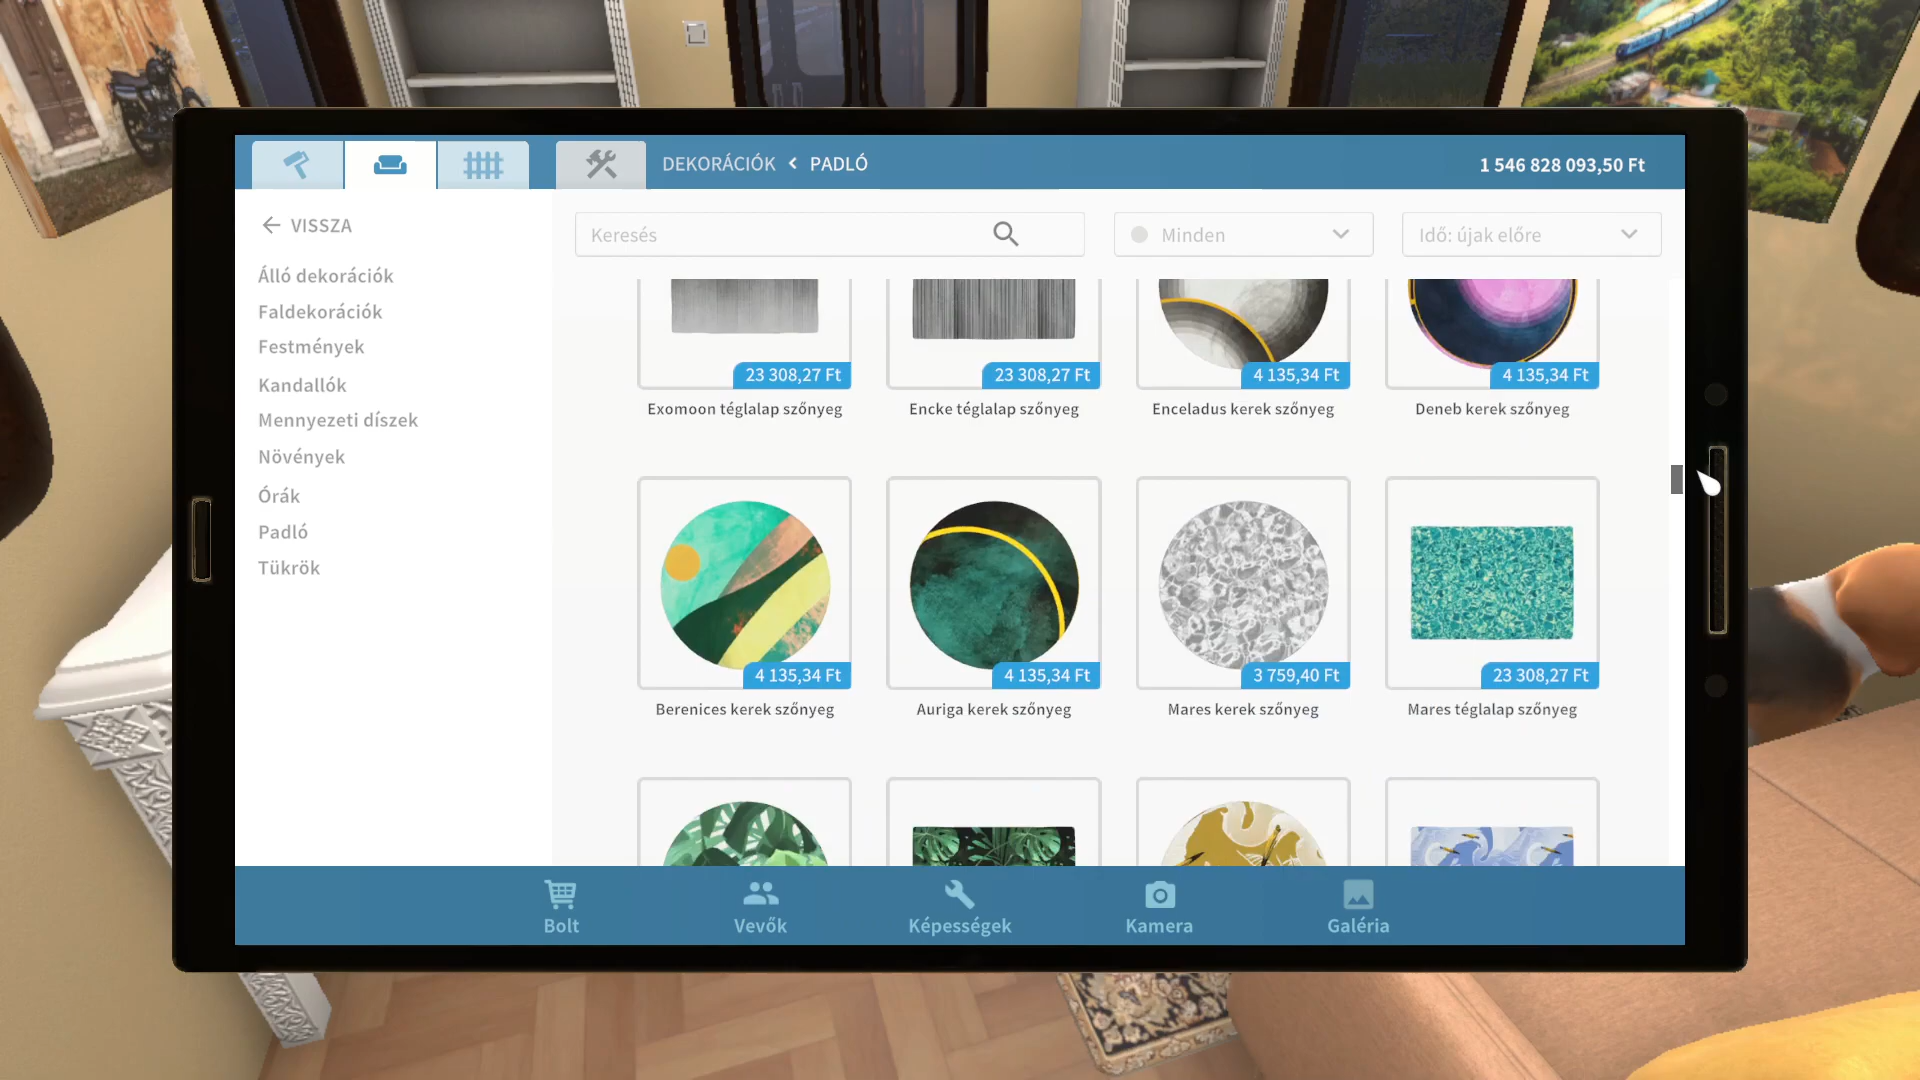 DEKORÁCIÓK < PADLÓ
1 546 828 093,50 Ft
VISSZA
Álló dekorációk
Faldekorációk
Festmények
Kandallók
Mennyezeti díszek
Növények
Órák
Padló
Tükrök
Keresés
Minden
Idő: újak előre
23 308,27 Ft
23 308,27 Ft
4 135,34 Ft
4 135,34 Ft
Exomoon téglalap szőnyeg
Encke téglalap szőnyeg
Enceladus kerek szőnyeg
Deneb kerek szőnyeg
4 135,34 Ft
4 135,34 Ft
3 759,40 Ft
23 308,27 Ft
Berenices kerek szőnyeg
Auriga kerek szőnyeg
Mares kerek szőnyeg
Mares téglalap szőnyeg
Bolt
Vevők
Képességek
Kamera
Galéria